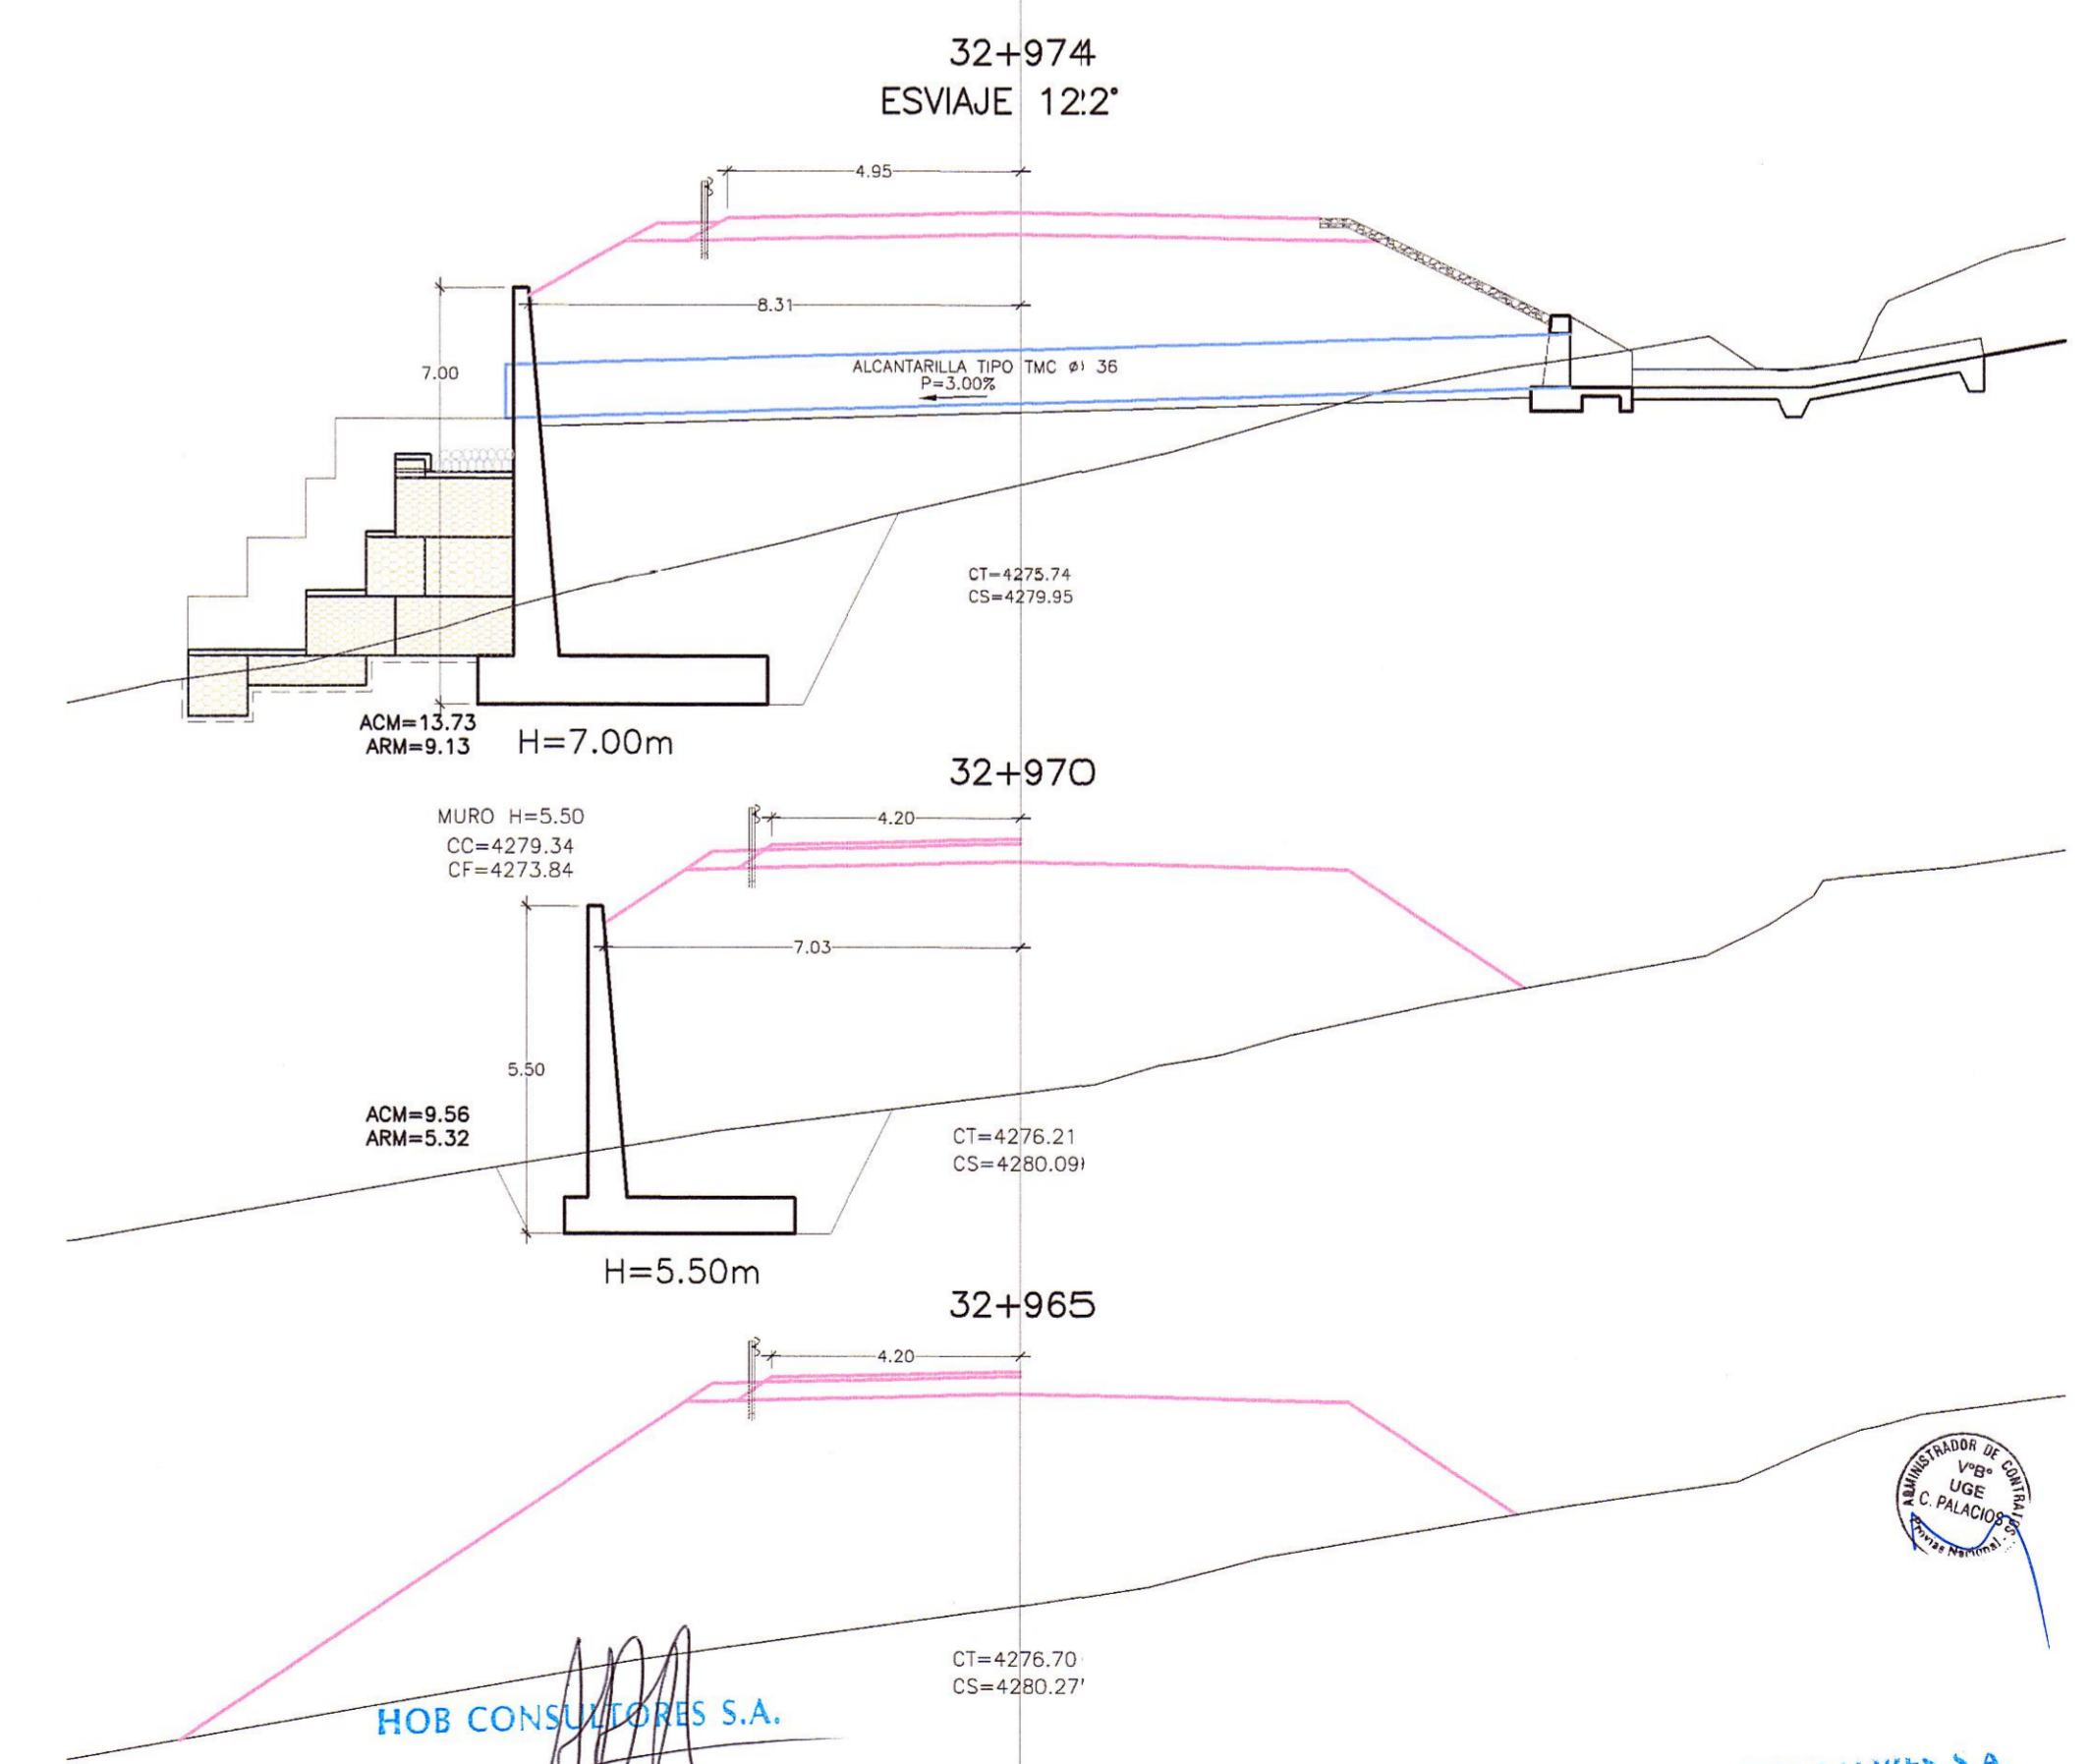 32+974
ESVIAJE 12.2°
4.95
8.31
7.00
ALCANTARILLA TIPO TMC ø 36
P=3.00%
CT=4275.74
CS=4279.95
ACM=13.73
ARM=9.13
H=7.00m
32+970
MURO H=5.50
CC=4279.34
CF=4273.84
4.20
7.03
5.50
ACM=9.56
ARM=5.32
CT=4276.21
CS=4280.09
H=5.50m
32+965
4.20
ADMINISTRADOR DE CONTRATOS
V°B°
UGE
C. PALACIOS
Provias Nacional
CT=4276.70
CS=4280.27
HOB CONSULTORES S.A.
S.A.